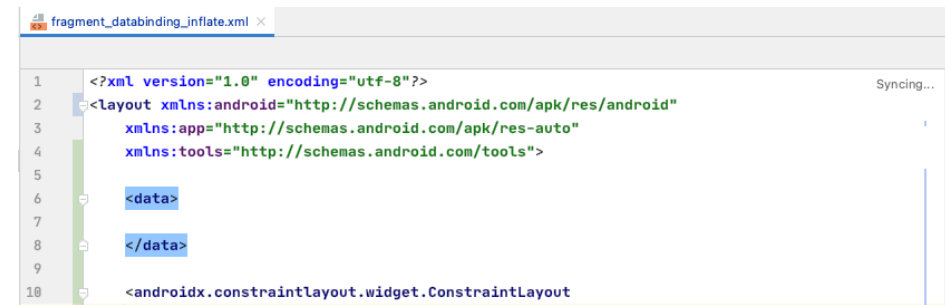 fragment_databinding_inflate.xml
1 <?xml version="1.0" encoding="utf-8"?>
Syncing...
2 <layout xmlns:android="http://schemas.android.com/apk/res/android"
3 xmlns:app="http://schemas.android.com/apk/res-auto"
4 xmlns:tools="http://schemas.android.com/tools">
5
6 <data>
7
8 </data>
9
10 <androidx.constraintlayout.widget.ConstraintLayout